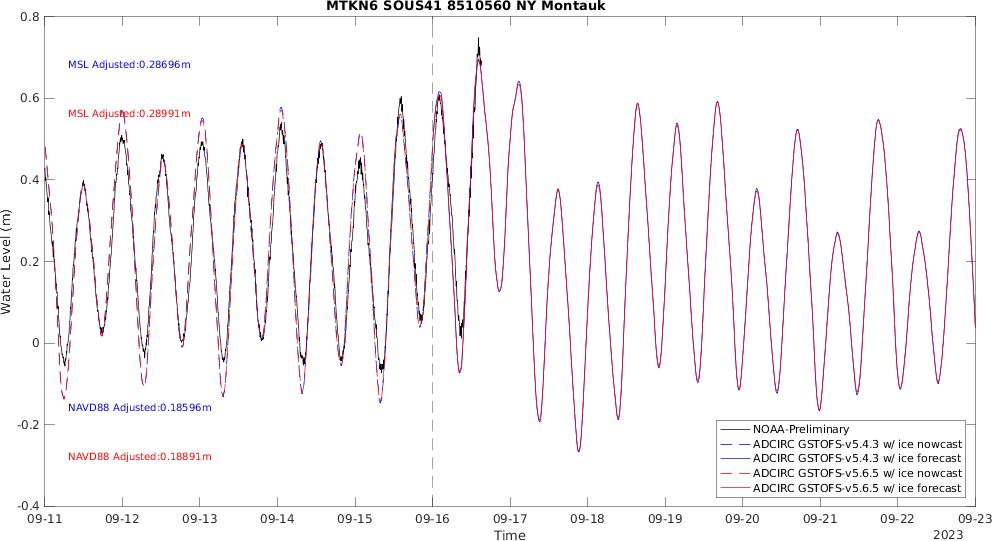 MTKN6 SOUS41 8510560 NY Montauk
0.8
0.6
0.4
0.2
0
-0.2
-0.4
Water Level (m)
MSL Adjusted:0.28696m
MSL Adjusted:0.28991m
NAVD88 Adjusted:0.18596m
NAVD88 Adjusted:0.18891m
NOAA-Preliminary
ADCIRC GSTOFS-v5.4.3 w/ ice nowcast
ADCIRC GSTOFS-v5.4.3 w/ ice forecast
ADCIRC GSTOFS-v5.6.5 w/ ice nowcast
ADCIRC GSTOFS-v5.6.5 w/ ice forecast
09-11 09-12 09-13 09-14 09-15 09-16 09-17 09-18 09-19 09-20 09-21 09-22 09-23
Time
2023